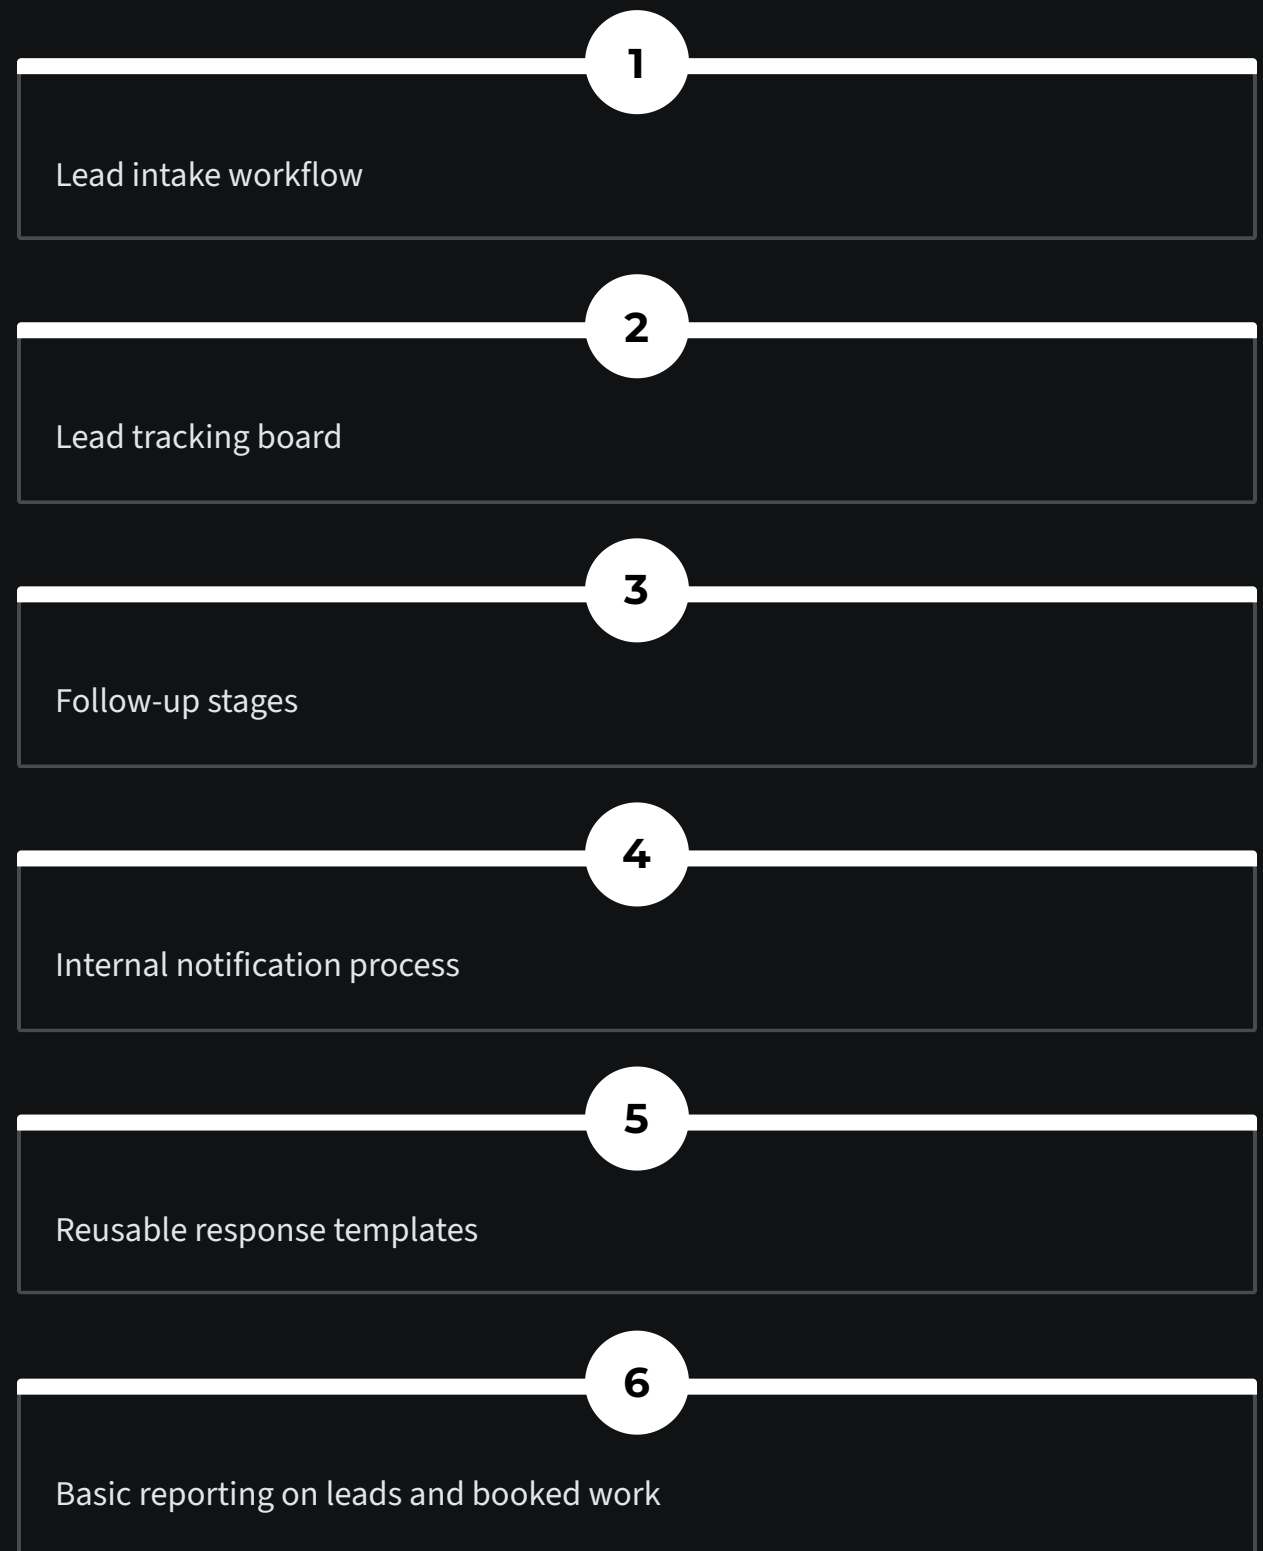 1
Lead intake workflow
2
Lead tracking board
3
Follow-up stages
4
Internal notification process
5
Reusable response templates
6
Basic reporting on leads and booked work